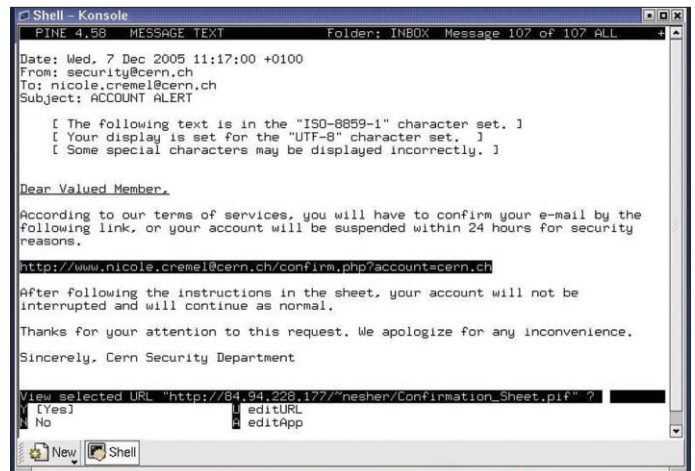 Shell - Konsole
PINE 4.58 MESSAGE TEXT Folder: INBOX Message 107 of 107 ALL +
Date: Wed, 7 Dec 2005 11:17:00 +0100
From: security@cern.ch
To: nicole.cremel@cern.ch
Subject: ACCOUNT ALERT
[ The following text is in the "ISO-8859-1" character set. ]
[ Your display is set for the "UTF-8" character set. ]
[ Some special characters may be displayed incorrectly. ]
Dear Valued Member,
According to our terms of services, you will have to confirm your e-mail by the
following link, or your account will be suspended within 24 hours for security
reasons.
http://www.nicole.cremel@cern.ch/confirm.php?account=cern.ch
After following the instructions in the sheet, your account will not be
interrupted and will continue as normal.
Thanks for your attention to this request. We apologize for any inconvenience.
Sincerely, Cern Security Department
View selected URL "http://84.94.228.177/~nesher/Confirmation_Sheet.pif" ?
Y [Yes] U editURL
N No A editApp
New Shell